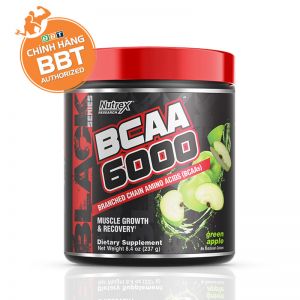 BBT
CHÍNH HÃNG
BBT
AUTHORIZED
BLACK
SERIES
Nutrex
RESEARCH
BCAA
6000
BRANCHED CHAIN AMINO ACIDS (BCAAs)
MUSCLE GROWTH
& RECOVERY*
green
apple
Dietary Supplement
Net Weight 8.4 oz (237 g)